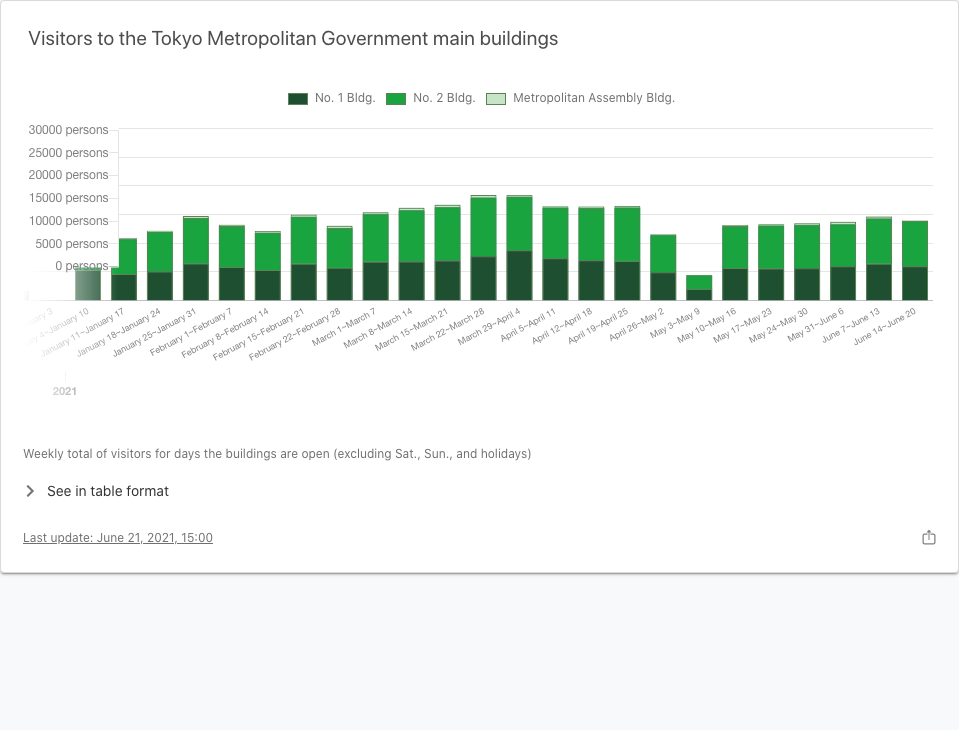 Visitors to the Tokyo Metropolitan Government main buildings
No. 1 Bldg. No. 2 Bldg. Metropolitan Assembly Bldg.
30000 persons
25000 persons
20000 persons
15000 persons
10000 persons
5000 persons
0 persons
January 11~January 17
January 18~January 24
January 25~January 31
February 1~February 7
February 8~February 14
February 15~February 21
February 22~February 28
March 1~March 7
March 8~March 14
March 15~March 21
March 22~March 28
March 29~April 4
April 5~April 11
April 12~April 18
April 19~April 25
April 26~May 2
May 3~May 9
May 10~May 16
May 17~May 23
May 24~May 30
May 31~June 6
June 7~June 13
June 14~June 20
2021
Weekly total of visitors for days the buildings are open (excluding Sat., Sun., and holidays)
See in table format
Last update: June 21, 2021, 15:00